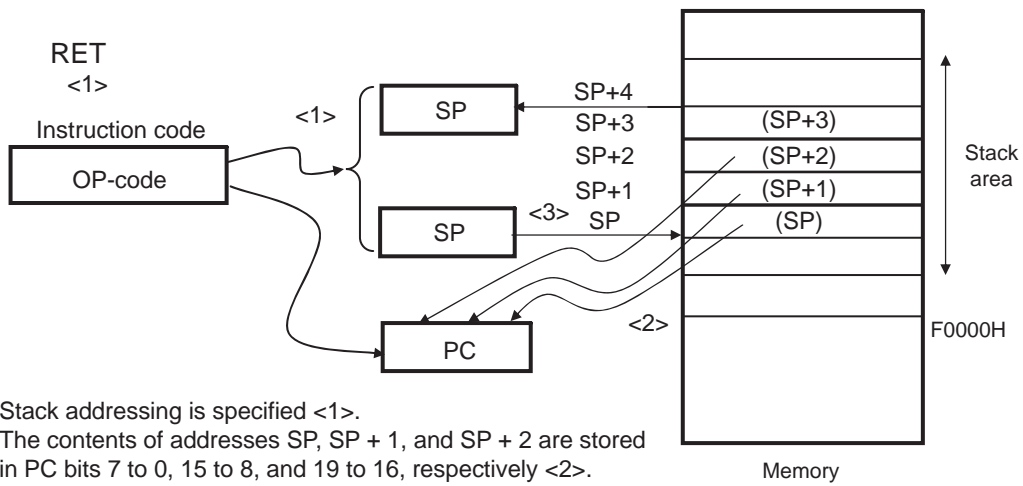 RET
<1>
Instruction code
OP-code
<1>
SP
SP+4
SP+3
SP+2
SP+1
SP
<3>
SP
(SP+3)
(SP+2)
(SP+1)
(SP)
Stack
area
<2>
PC
F0000H
Stack addressing is specified <1>.
The contents of addresses SP, SP + 1, and SP + 2 are stored
in PC bits 7 to 0, 15 to 8, and 19 to 16, respectively <2>.
Memory